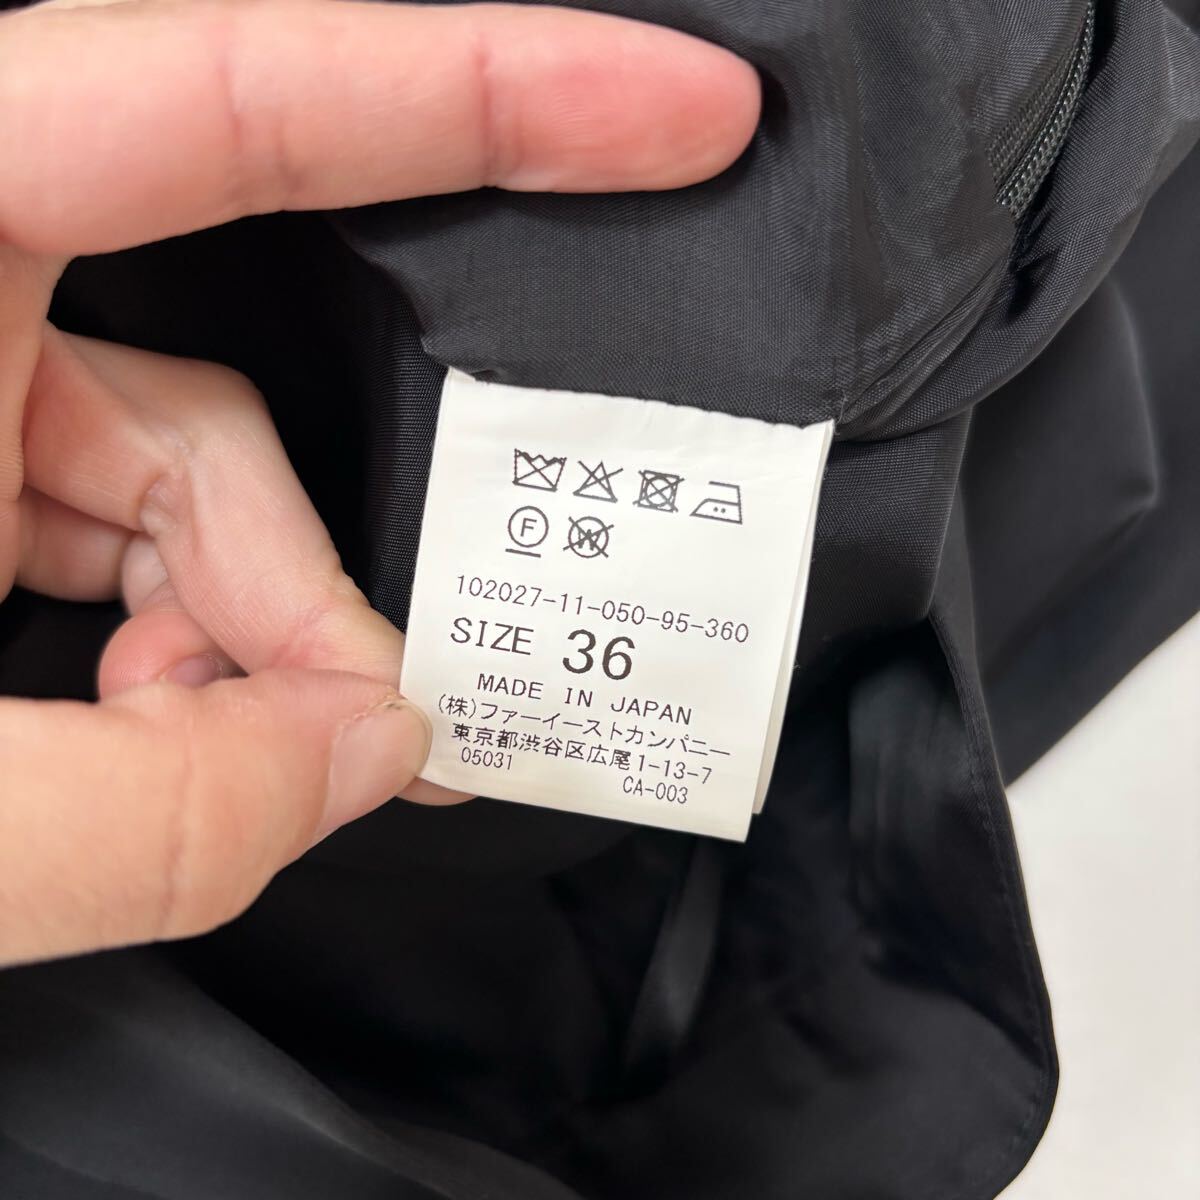 F W
102027-11-050-95-360
SIZE 36
MADE IN JAPAN
(株)ファーイーストカンパニー
東京都渋谷区広尾1-13-7
05031 CA-003